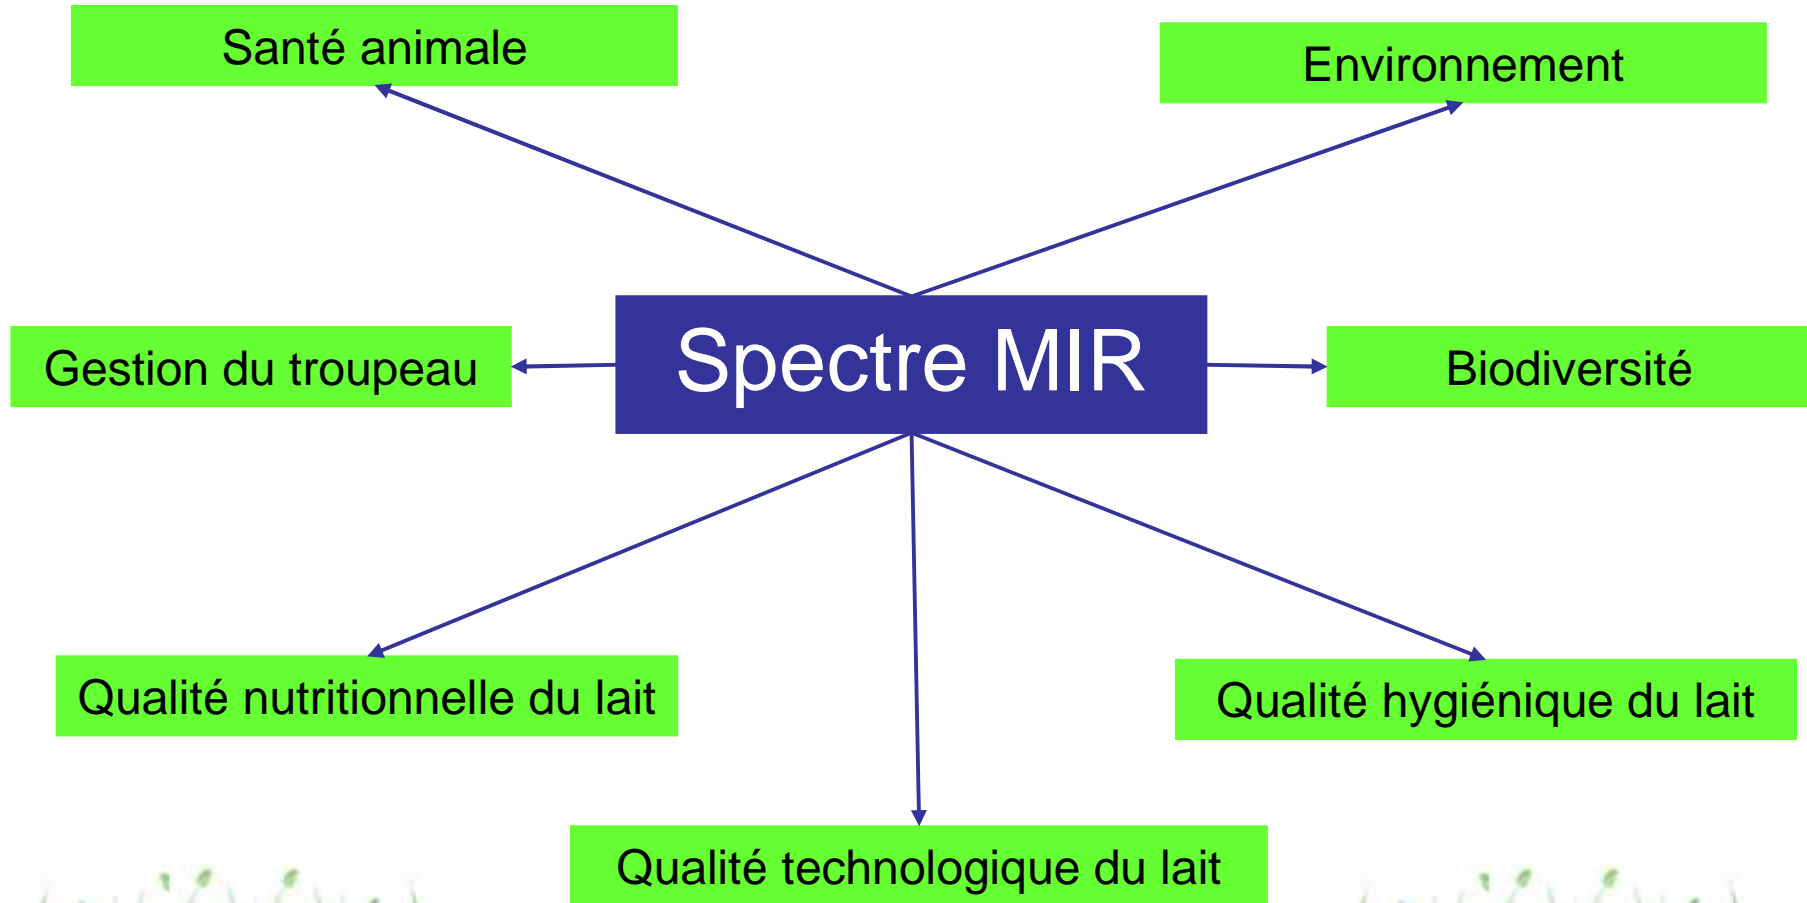 Santé animale
Environnement
Spectre MIR
Gestion du troupeau
Biodiversité
Qualité nutritionnelle du lait
Qualité hygiénique du lait
Qualité technologique du lait